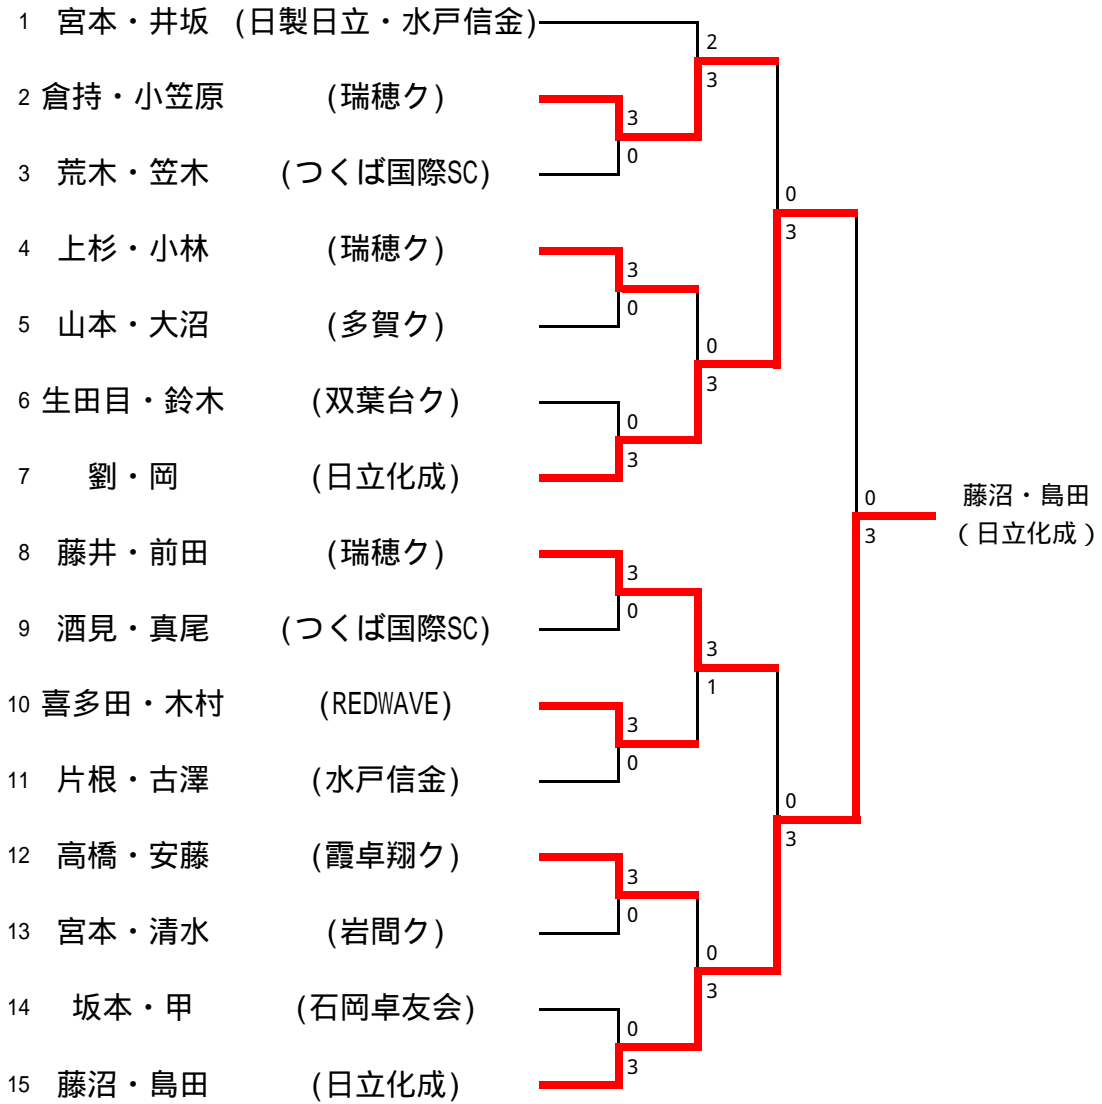 1 宮本・井坂 (日製日立・水戸信金)
2
2 倉持・小笠原 (瑞穂ク)
3
3
0
3 荒木・笠木 (つくば国際SC)
0
3
4 上杉・小林 (瑞穂ク)
3
0
5 山本・大沼 (多賀ク)
0
3
6 生田目・鈴木 (双葉台ク)
0
3
7 劉・岡 (日立化成)
0
3
藤沼・島田
(日立化成)
8 藤井・前田 (瑞穂ク)
3
0
9 酒見・真尾 (つくば国際SC)
3
1
10 喜多田・木村 (REDWAVE)
3
0
11 片根・古澤 (水戸信金)
0
3
12 高橋・安藤 (霞卓翔ク)
3
0
13 宮本・清水 (岩間ク)
0
3
14 坂本・甲 (石岡卓友会)
0
3
15 藤沼・島田 (日立化成)